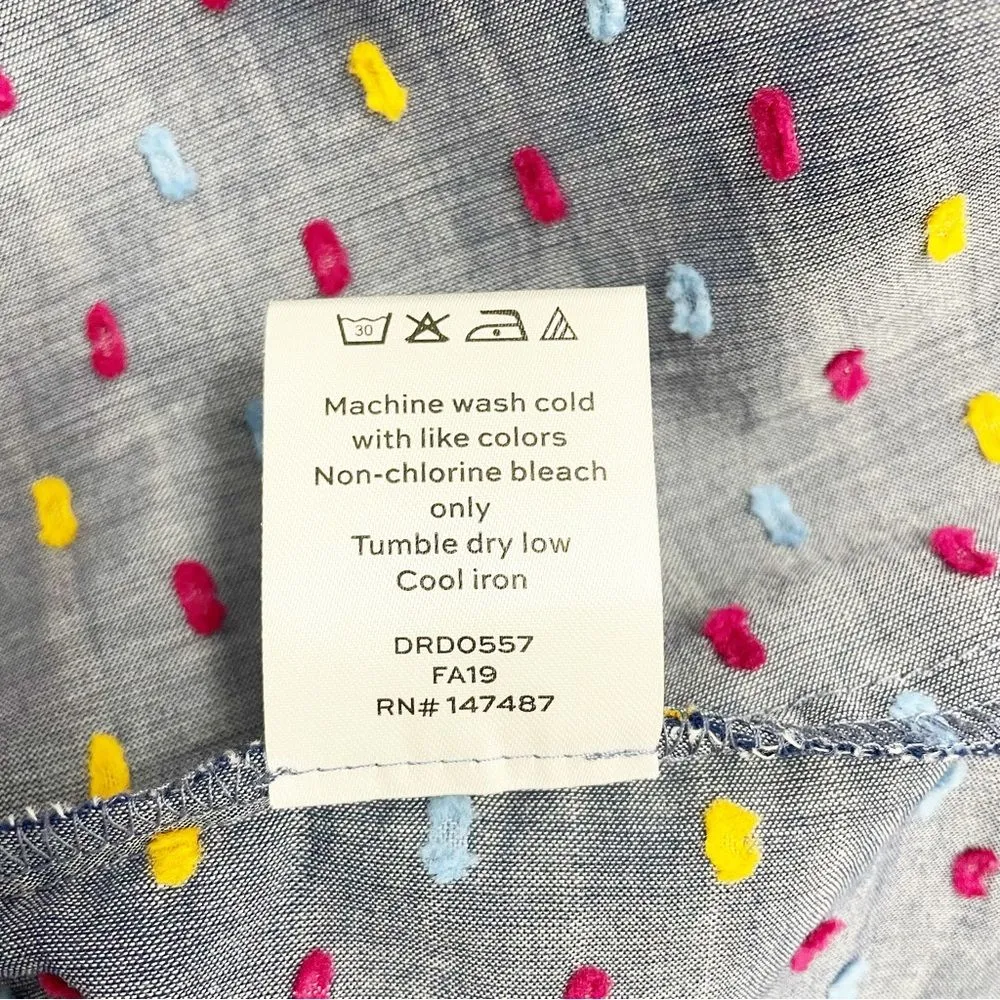 30
Machine wash cold
with like colors
Non-chlorine bleach
only
Tumble dry low
Cool iron
DRD0557
FA19
RN# 147487